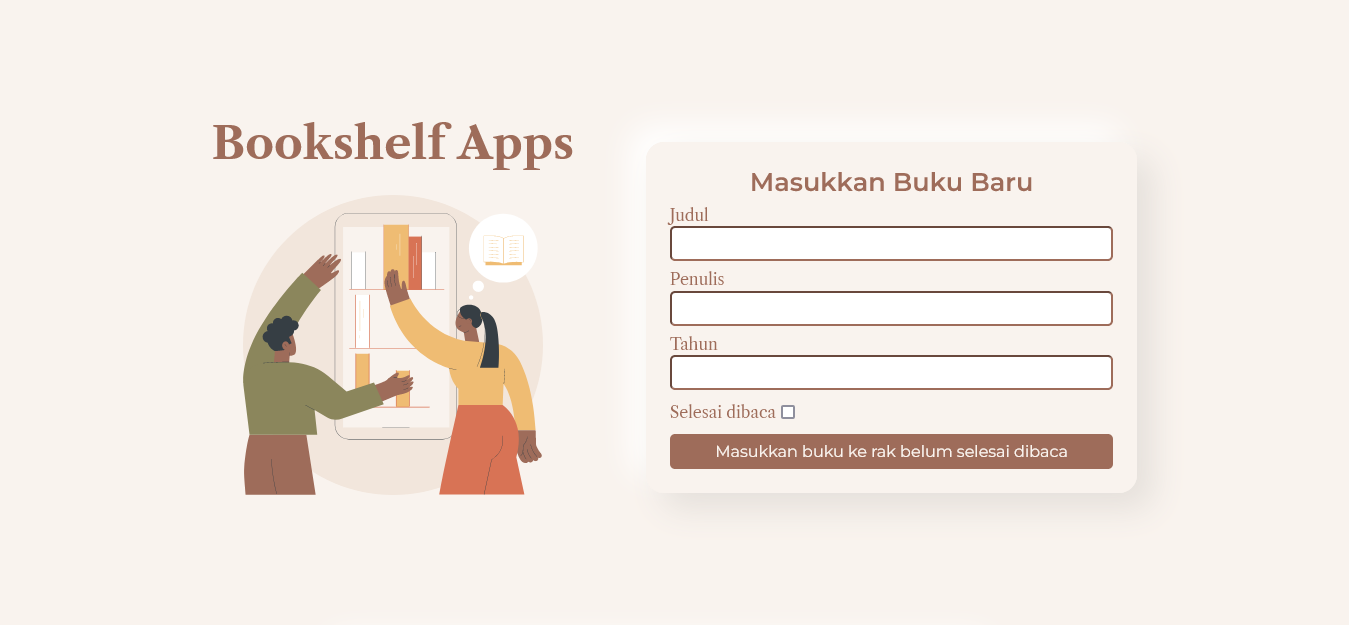 Bookshelf Apps
Masukkan Buku Baru
Judul
Penulis
Tahun
Selesai dibaca
Masukkan buku ke rak belum selesai dibaca